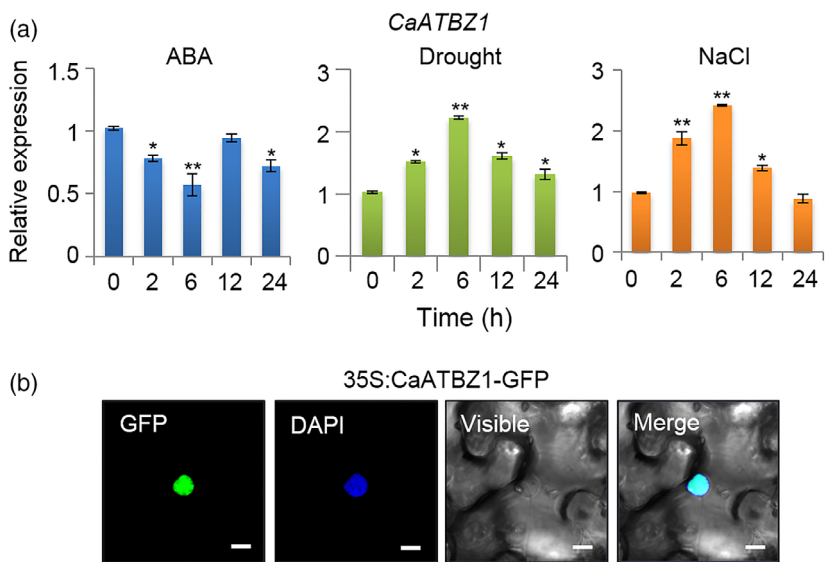 (a)
CaATBZ1
ABA
Drought
NaCl
Relative expression
1.5
1
0.5
0
*
**
*
0 2 6 12 24
3
2
1
0
*
**
*
*
0 2 6 12 24
3
2
1
0
**
**
*
0 2 6 12 24
Time (h)
(b)
35S:CaATBZ1-GFP
GFP
DAPI
Visible
Merge